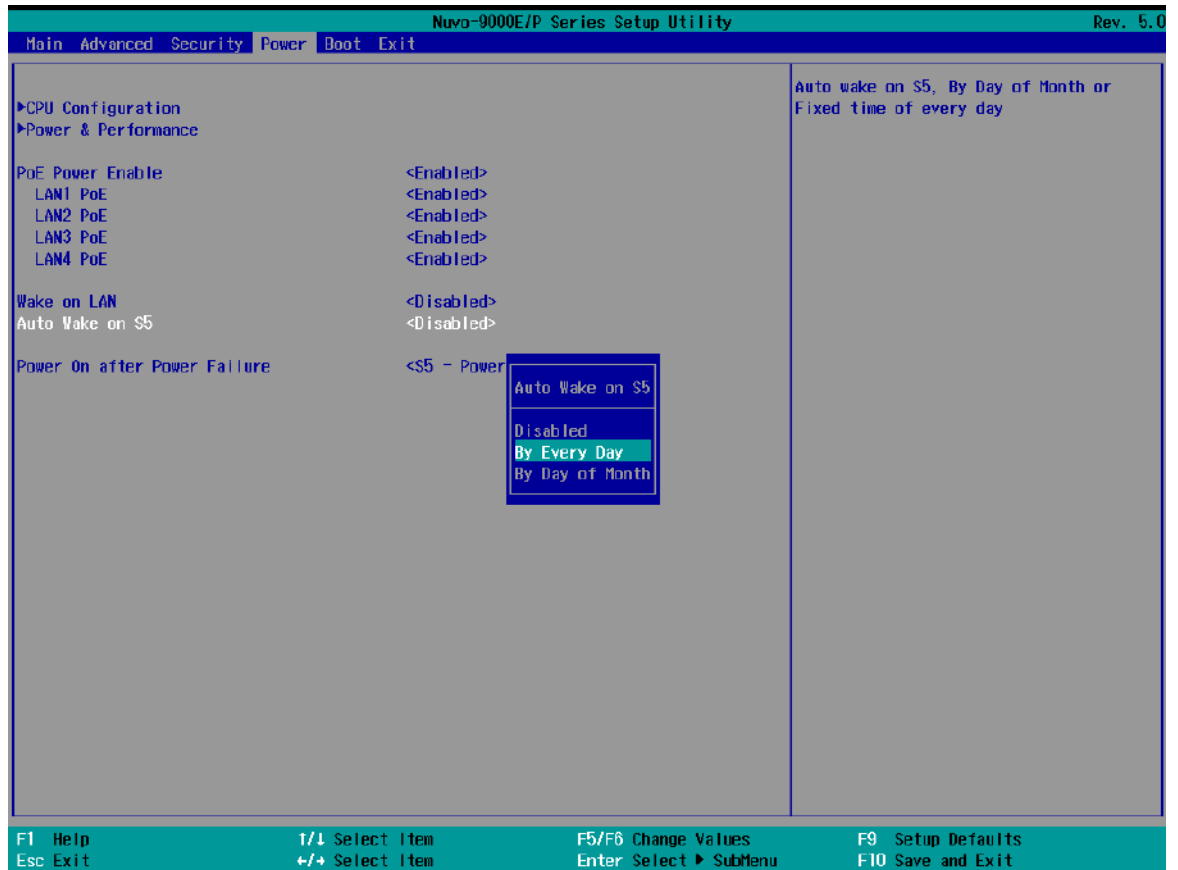 Nuvo-9000E/P Series Setup Utility Rev. 5.0
Main Advanced Security Power Boot Exit
▶CPU Configuration
▶Power & Performance
PoE Power Enable <Enabled>
LAN1 PoE <Enabled>
LAN2 PoE <Enabled>
LAN3 PoE <Enabled>
LAN4 PoE <Enabled>
Wake on LAN <Disabled>
Auto Wake on S5 <Disabled>
Power On after Power Failure <S5 - Power
Auto Wake on S5
Disabled
By Every Day
By Day of Month
Auto wake on S5, By Day of Month or
Fixed time of every day
F1 Help ↑/↓ Select Item F5/F6 Change Values F9 Setup Defaults
Esc Exit ←/→ Select Item Enter Select ▶ SubMenu F10 Save and Exit